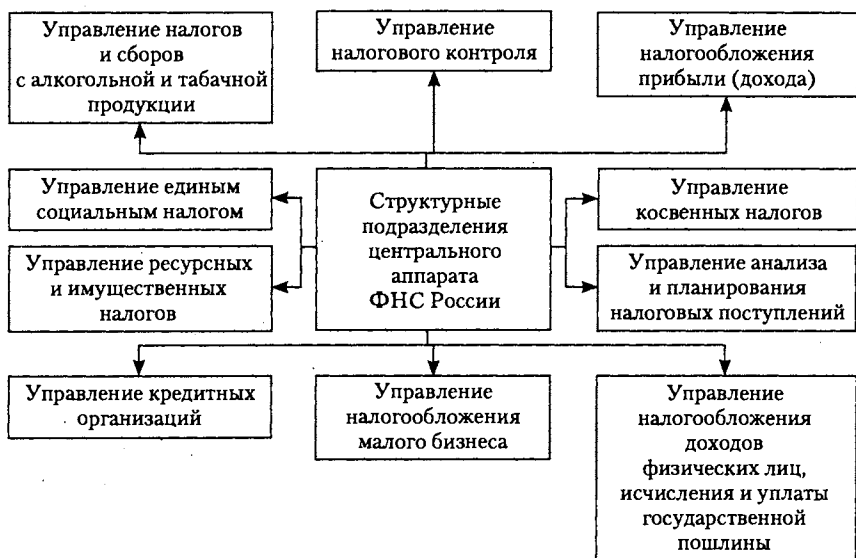 Управление налогов
и сборов
с алкогольной и табачной
продукции
Управление
налогового контроля
Управление
налогообложения
прибыли (дохода)
Управление единым
социальным налогом
Структурные
подразделения
центрального
аппарата
ФНС России
Управление
косвенных налогов
Управление ресурсных
и имущественных
налогов
Управление анализа
и планирования
налоговых поступлений
Управление кредитных
организаций
Управление
налогообложения
малого бизнеса
Управление
налогообложения
доходов
физических лиц,
исчисления и уплаты
государственной
пошлины